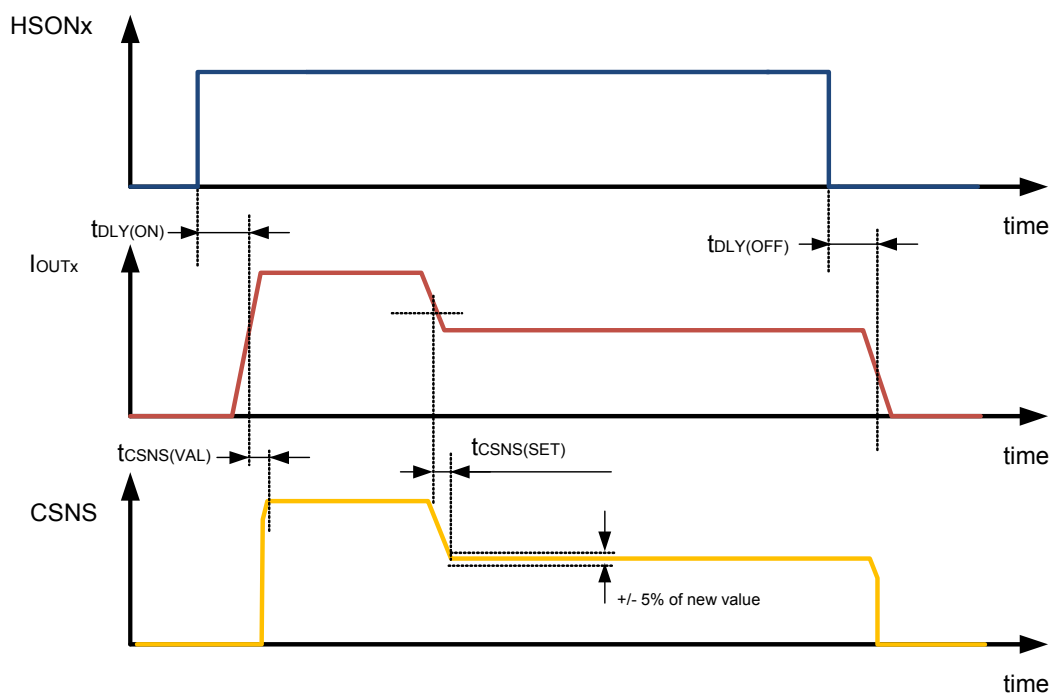 HSONx
time
tDLY(ON)
tDLY(OFF)
IOUTx
time
tCSNS(VAL)
tCSNS(SET)
CSNS
+/- 5% of new value
time